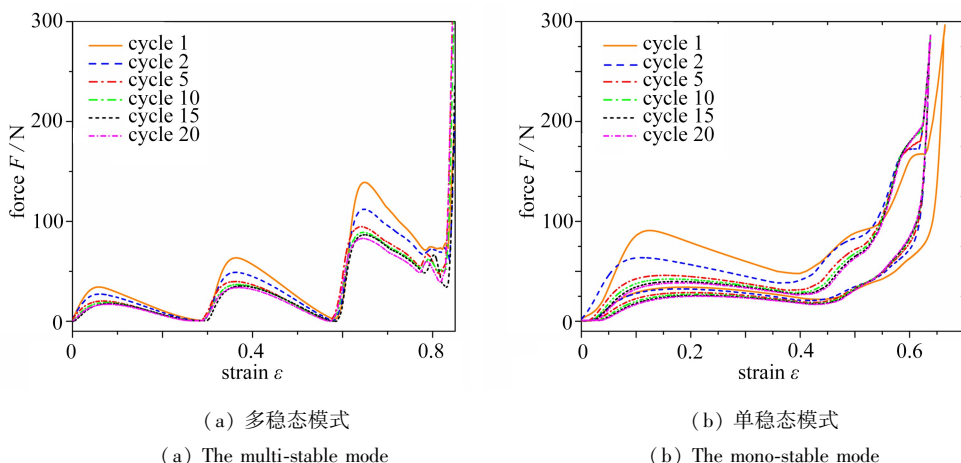 (a)
300
200
100
0
force F/N
cycle 1
cycle 2
cycle 5
cycle 10
cycle 15
cycle 20
0
0.4
0.8
strain ε
(a) 多稳态模式
(a) The multi-stable mode
(b)
300
200
100
0
force F/N
cycle 1
cycle 2
cycle 5
cycle 10
cycle 15
cycle 20
0
0.2
0.4
0.6
strain ε
(b) 单稳态模式
(b) The mono-stable mode